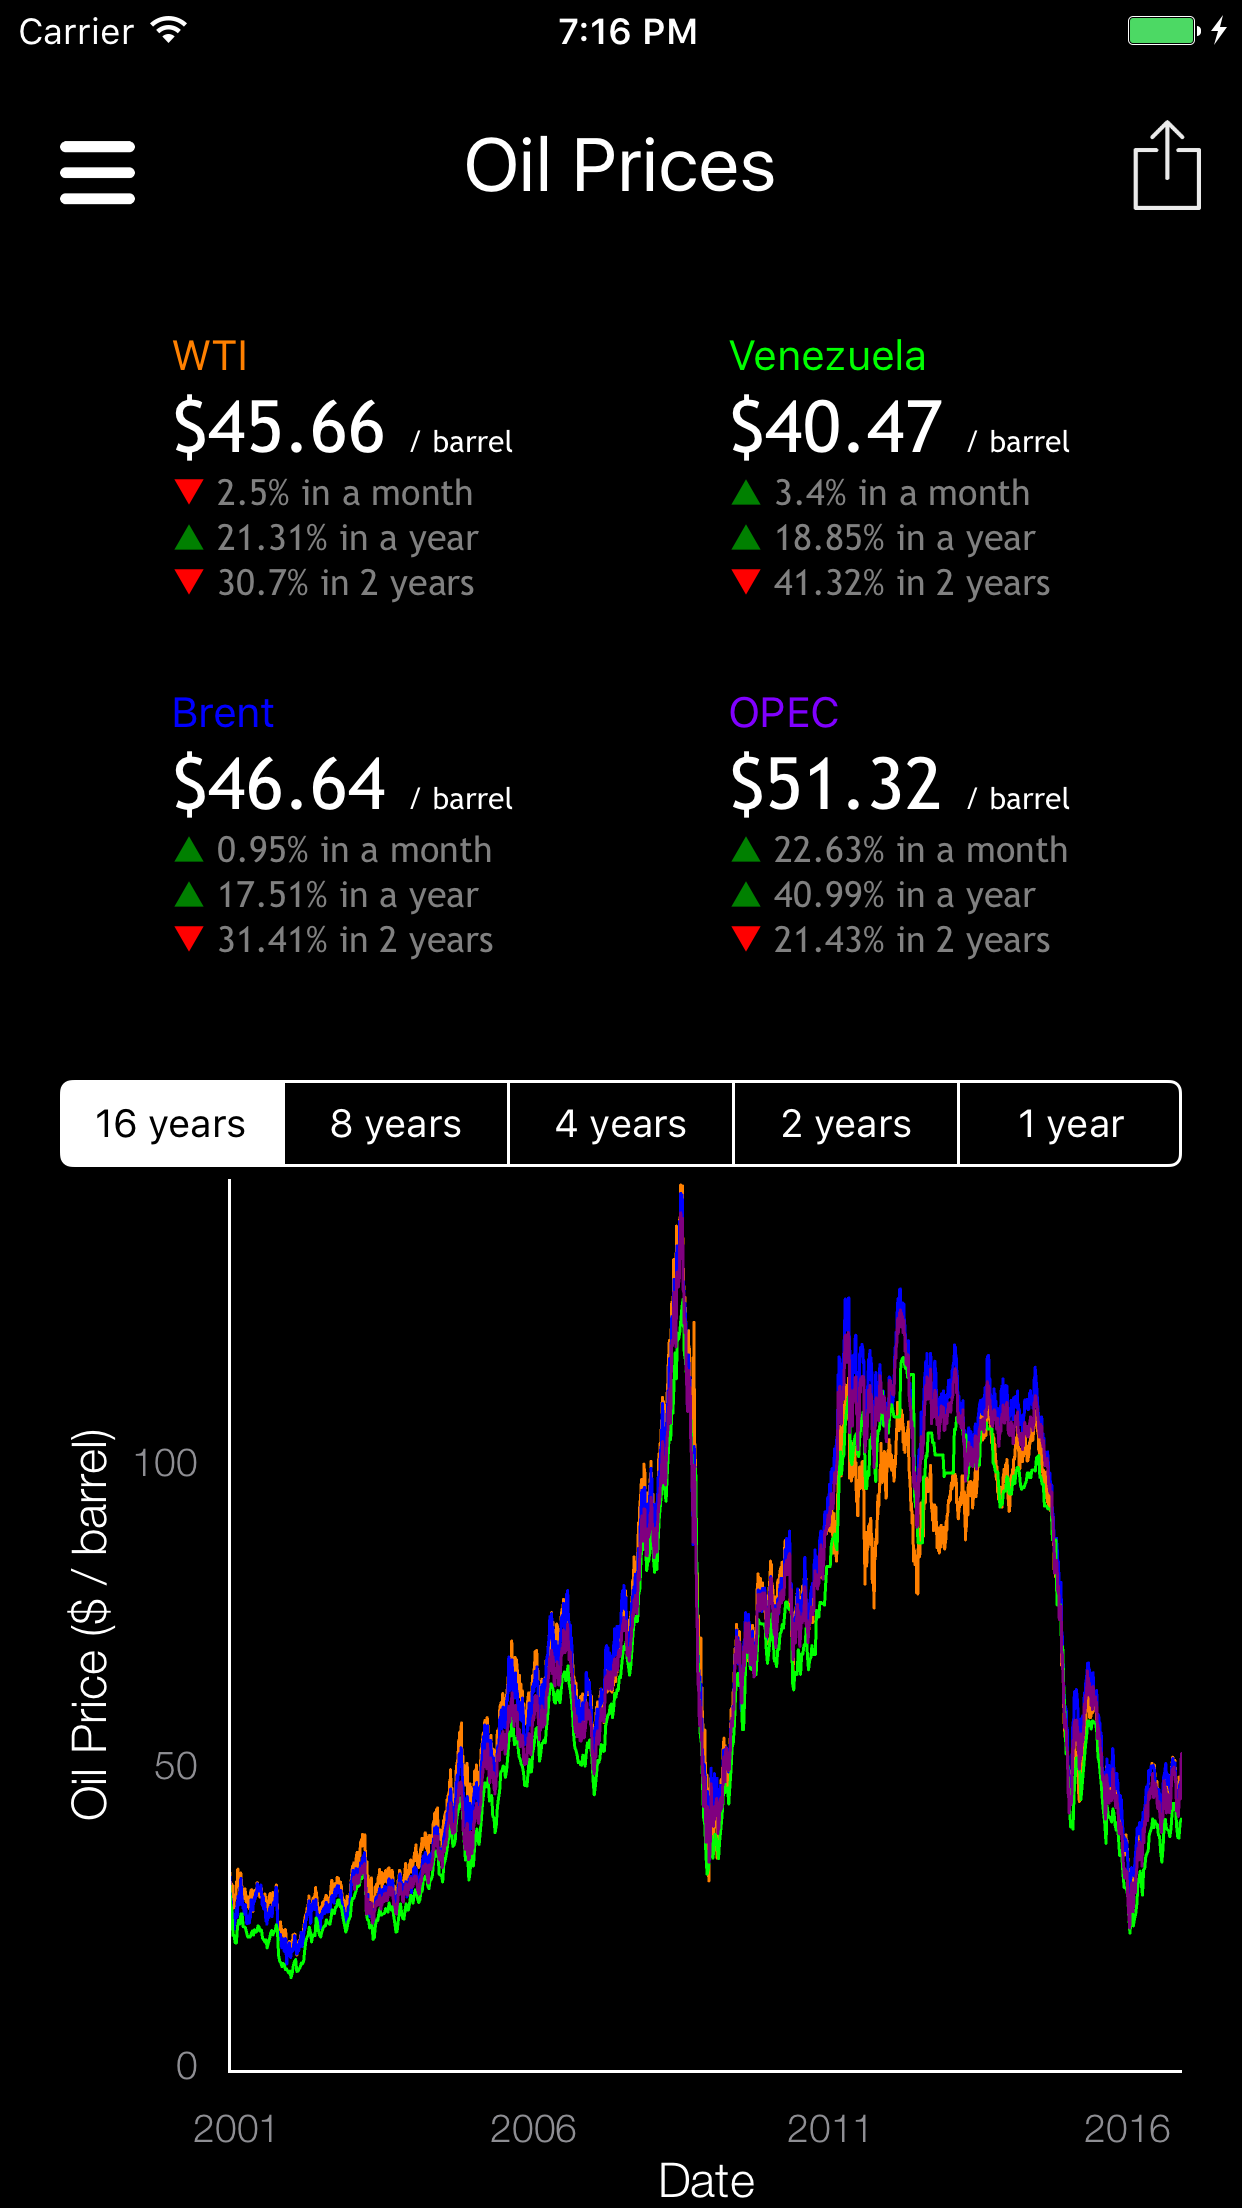 Carrier 7:16 PM
Oil Prices
WTI
$45.66 / barrel
▼ 2.5% in a month
▲ 21.31% in a year
▼ 30.7% in 2 years
Venezuela
$40.47 / barrel
▲ 3.4% in a month
▲ 18.85% in a year
▼ 41.32% in 2 years
Brent
$46.64 / barrel
▲ 0.95% in a month
▲ 17.51% in a year
▼ 31.41% in 2 years
OPEC
$51.32 / barrel
▲ 22.63% in a month
▲ 40.99% in a year
▼ 21.43% in 2 years
16 years 8 years 4 years 2 years 1 year
Oil Price ($ / barrel)
100
50
0
2001 2006 2011 2016
Date